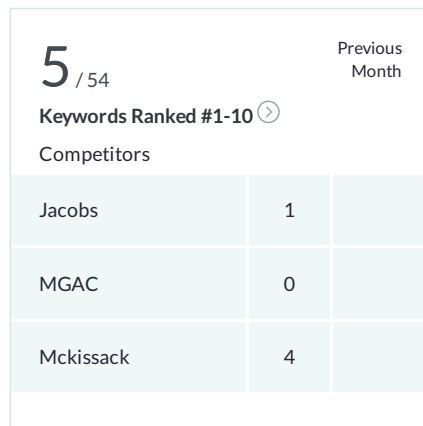 5 / 54
Previous
Month
Keywords Ranked #1-10
Competitors
Jacobs 1
MGAC 0
Mckissack 4